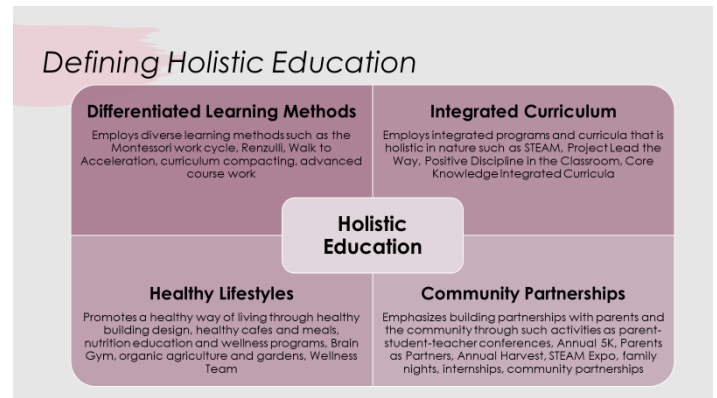 Defining Holistic Education
Differentiated Learning Methods
Employs diverse learning methods such as the
Montessori work cycle, Renzulli, Walk to
Acceleration, curriculum compacting, advanced
course work
Integrated Curriculum
Employs integrated programs and curricula that is
holistic in nature such as STEAM, Project Lead the
Way, Positive Discipline in the Classroom, Core
Knowledge Integrated Curricula
Holistic
Education
Healthy Lifestyles
Promotes a healthy way of living through healthy
building design, healthy cafes and meals,
nutrition education and wellness programs, Brain
Gym, organic agriculture and gardens, Wellness
Team
Community Partnerships
Emphasizes building partnerships with parents and
the community through such activities as parent-
student-teacher conferences, Annual 5K, Parents
as Partners, Annual Harvest, STEAM Expo, family
nights, internships, community partnerships